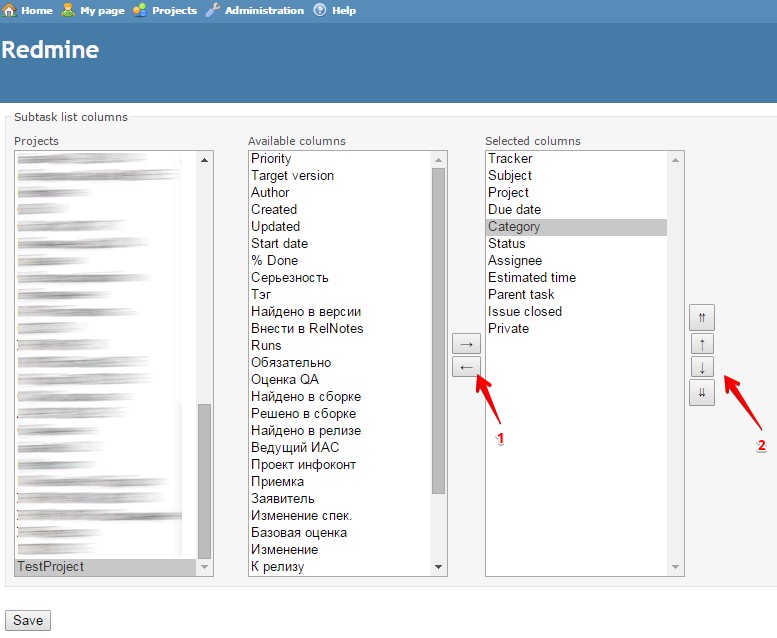 Home My page Projects Administration Help
Redmine
Subtask list columns
Projects
TestProject
Available columns
Priority
Target version
Author
Created
Updated
Start date
% Done
Серьезность
Тэг
Найдено в версии
Внести в RelNotes
Runs
Обязательно
Оценка QA
Найдено в сборке
Решено в сборке
Найдено в релизе
Ведущий ИАС
Проект инфоконт
Приемка
Заявитель
Изменение спек.
Базовая оценка
Изменение
К релизу
→
←
1
Selected columns
Tracker
Subject
Project
Due date
Category
Status
Assignee
Estimated time
Parent task
Issue closed
Private
⇈
↑
↓
⇊
2
Save